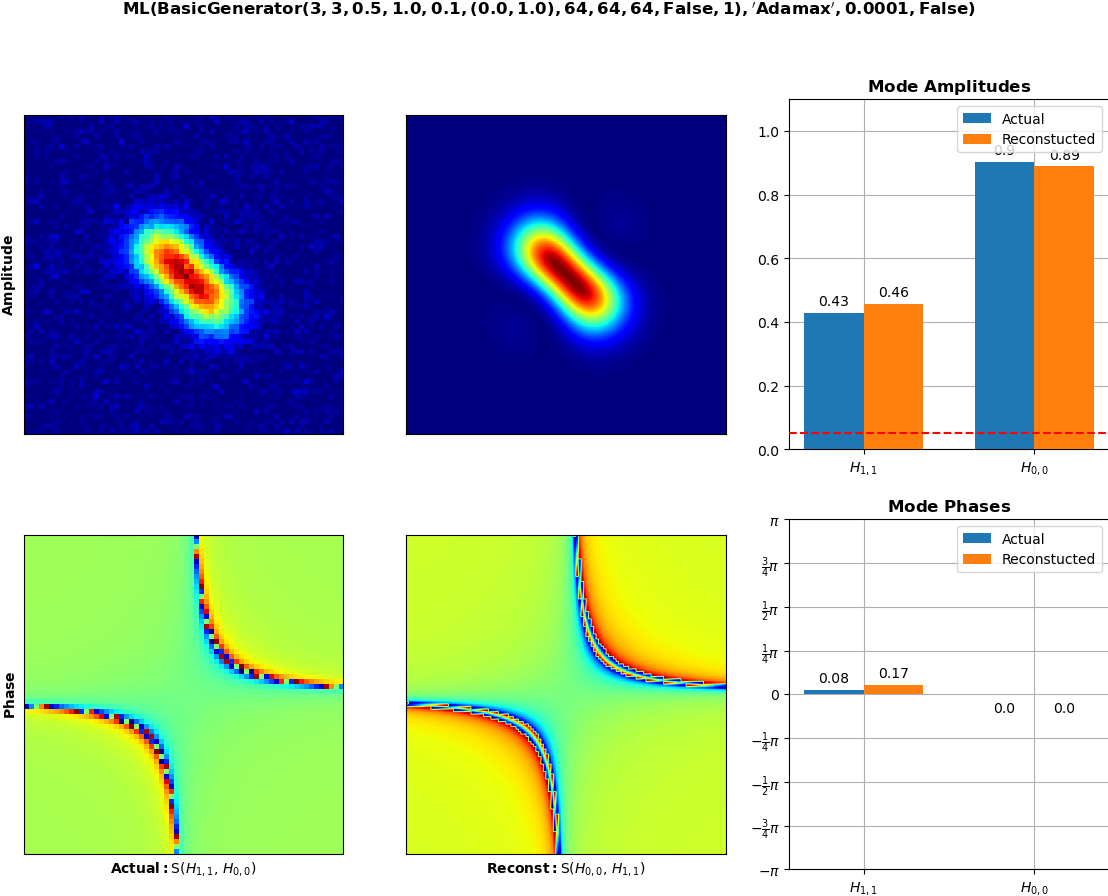 ML(BasicGenerator(3, 3, 0.5, 1.0, 0.1, (0.0, 1.0), 64, 64, 64, False, 1), 'Adamax', 0.0001, False)
Amplitude
Mode Amplitudes
Actual
Reconstucted
1.0
0.8
0.6
0.4
0.2
0.0
0.43
0.46
0.9
0.89
H1,1
H0,0
Phase
Actual: S(H1,1, H0,0)
Reconst: S(H0,0, H1,1)
Mode Phases
Actual
Reconstucted
π
3/4π
1/2π
1/4π
0
−1/4π
−1/2π
−3/4π
−π
0.08
0.17
0.0
0.0
H1,1
H0,0